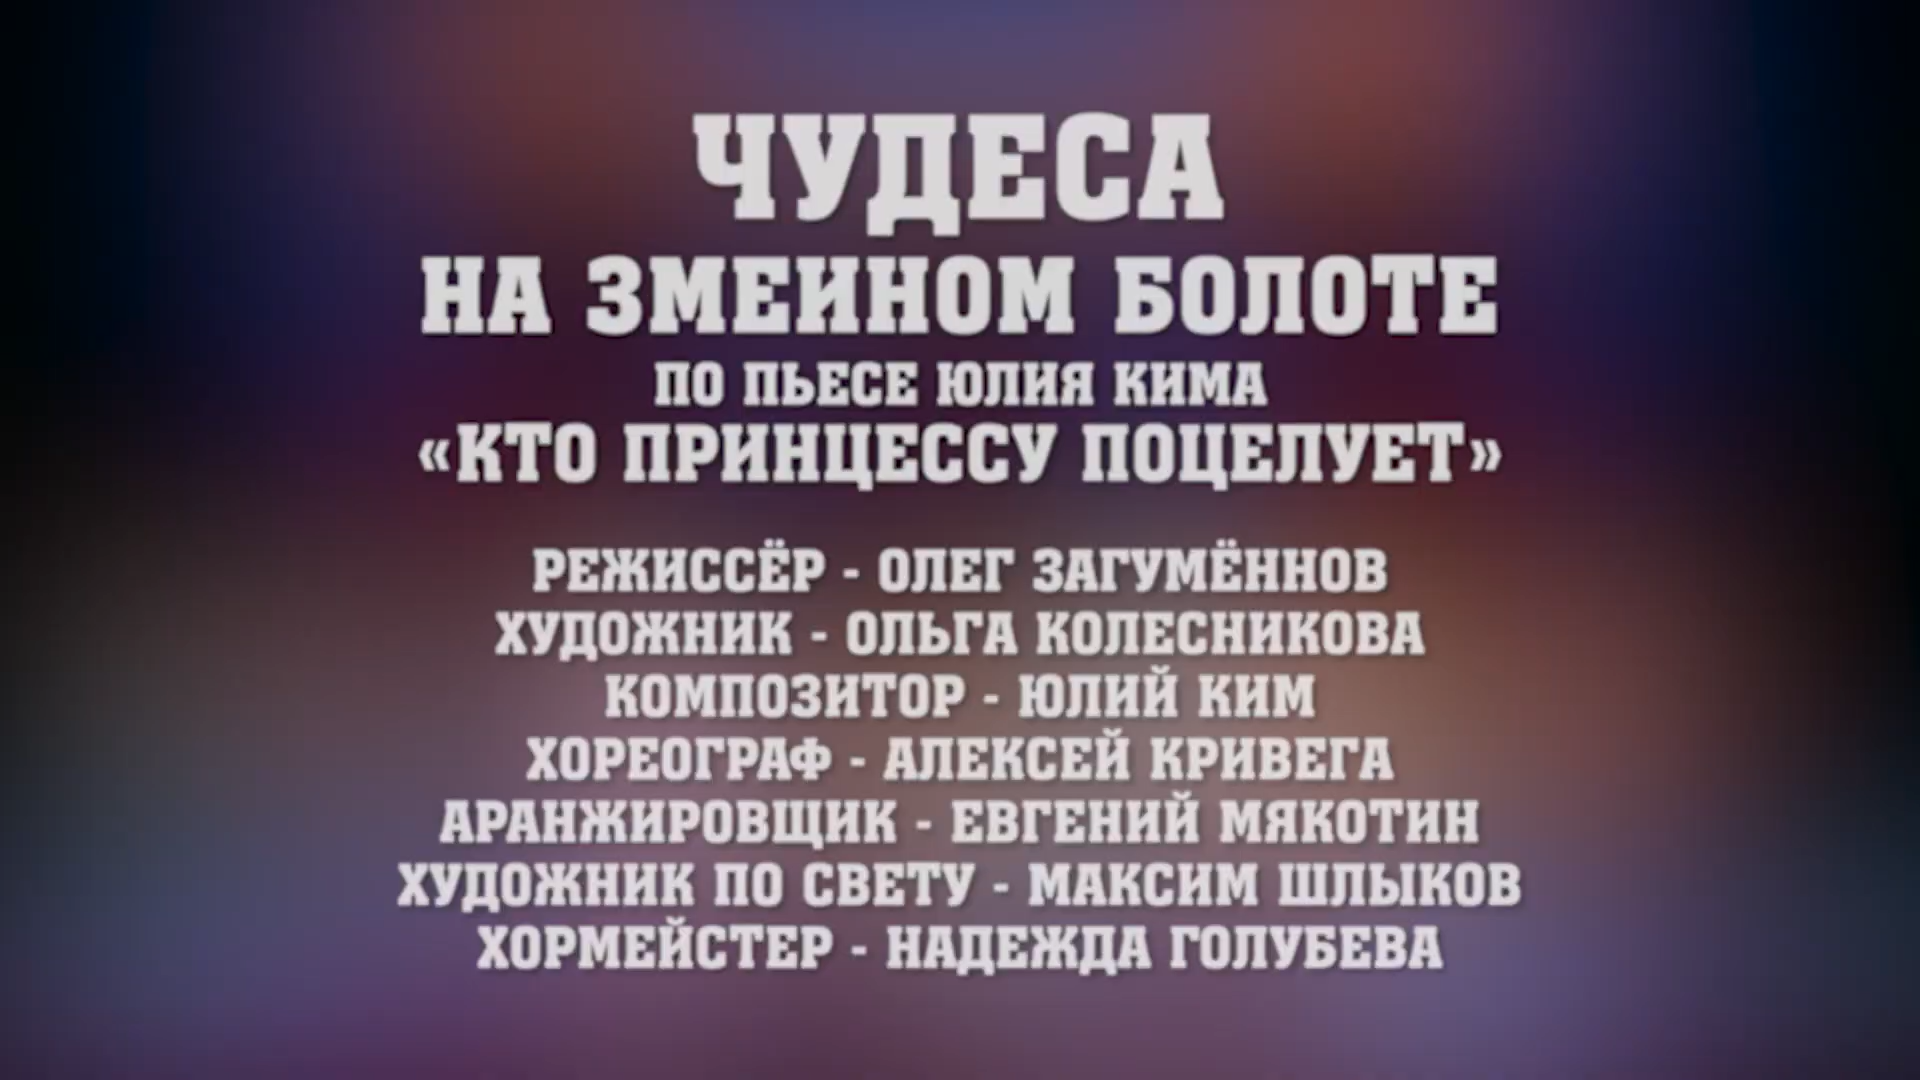 ЧУДЕСА
НА ЗМЕИНОМ БОЛОТЕ
ПО ПЬЕСЕ ЮЛИЯ КИМА
«КТО ПРИНЦЕССУ ПОЦЕЛУЕТ»
РЕЖИССЁР - ОЛЕГ ЗАГУМЁННОВ
ХУДОЖНИК - ОЛЬГА КОЛЕСНИКОВА
КОМПОЗИТОР - ЮЛИЙ КИМ
ХОРЕОГРАФ - АЛЕКСЕЙ КРИВЕГА
АРАНЖИРОВЩИК - ЕВГЕНИЙ МЯКОТИН
ХУДОЖНИК ПО СВЕТУ - МАКСИМ ШЛЫКОВ
ХОРМЕЙСТЕР - НАДЕЖДА ГОЛУБЕВА